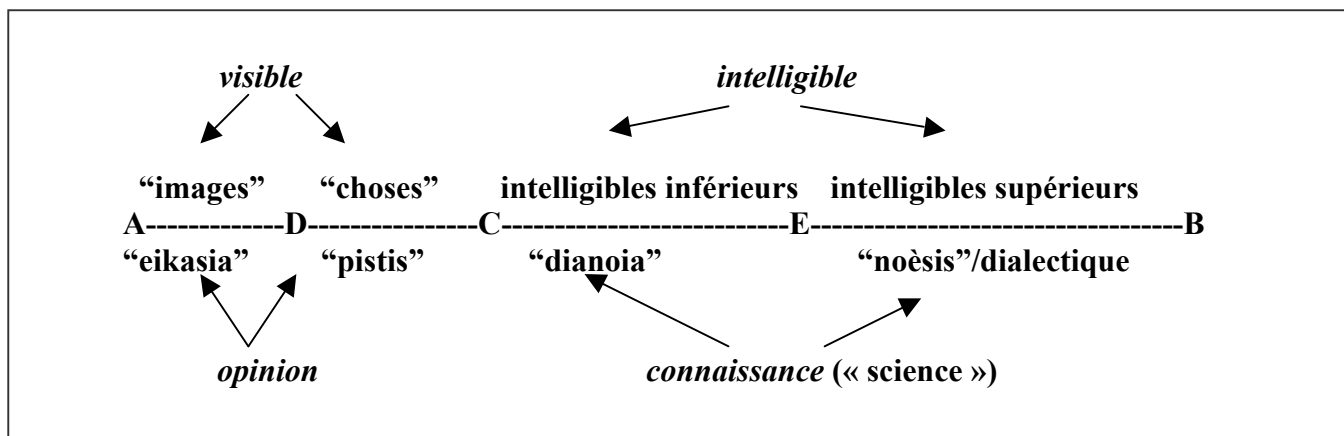 visible intelligible
“images” “choses” intelligibles inférieurs intelligibles supérieurs
A-------------D----------------C---------------------------E-----------------------------------B
“eikasia” “pistis” “dianoia” “noèsis”/dialectique
opinion connaissance (« science »)